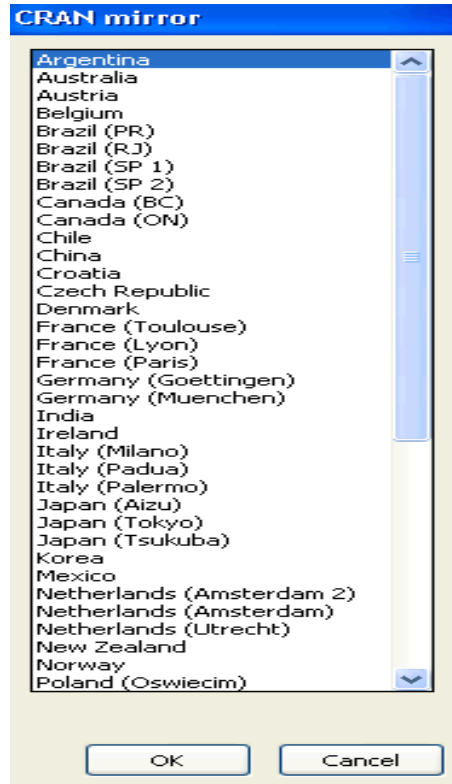 CRAN mirror
Argentina
Australia
Austria
Belgium
Brazil (PR)
Brazil (RJ)
Brazil (SP 1)
Brazil (SP 2)
Canada (BC)
Canada (ON)
Chile
China
Croatia
Czech Republic
Denmark
France (Toulouse)
France (Lyon)
France (Paris)
Germany (Goettingen)
Germany (Muenchen)
India
Ireland
Italy (Milano)
Italy (Padua)
Italy (Palermo)
Japan (Aizu)
Japan (Tokyo)
Japan (Tsukuba)
Korea
Mexico
Netherlands (Amsterdam 2)
Netherlands (Amsterdam)
Netherlands (Utrecht)
New Zealand
Norway
Poland (Oswiecim)
OK Cancel